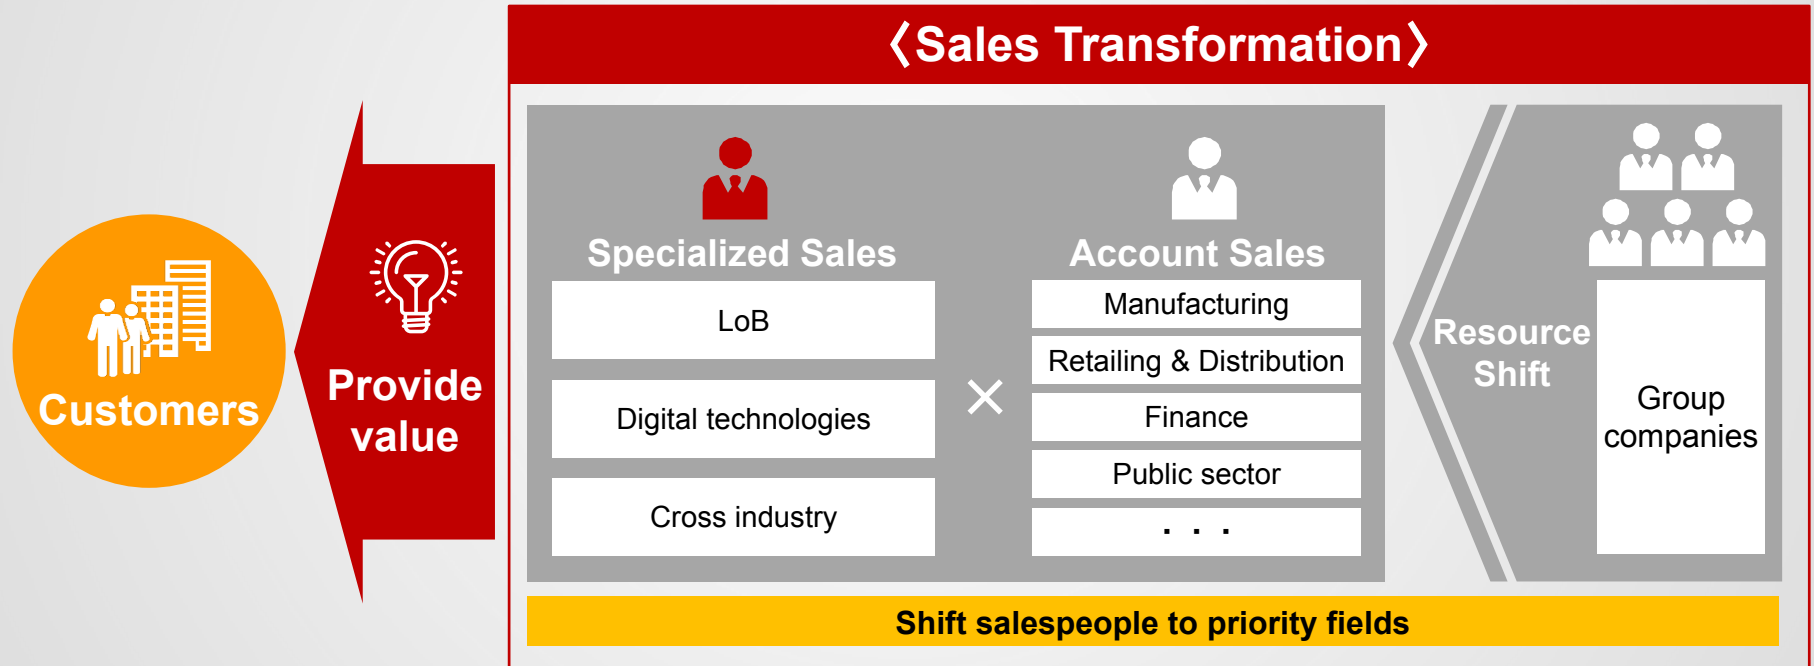 〈Sales Transformation〉
Customers
Provide
value
Specialized Sales
LoB
Digital technologies
Cross industry
×
Account Sales
Manufacturing
Retailing & Distribution
Finance
Public sector
. . .
Resource
Shift
Group
companies
Shift salespeople to priority fields